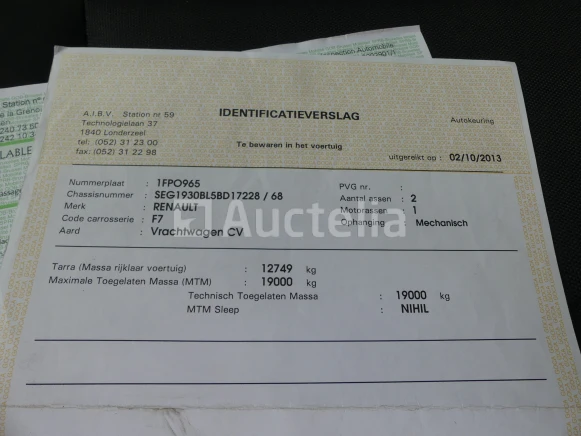 Station n°
IDENTIFICATIEVERSLAG
Autokeuring
A.I.B.V. Station nr 59
Technologielaan 37
1840 Londerzeel
tel: (052) 31 23 00
fax: (052) 31 22 98
Te bewaren in het voertuig
uitgereikt op : 02/10/2013
Nummerplaat : 1FPO965
Chassisnummer : SEG1930BL5BD17228 / 68
Merk : RENAULT
Code carrosserie : F7
Aard : Vrachtwagen CV
PVG nr. :
Aantal assen : 2
Motorassen : 1
Ophanging : Mechanisch
Auctelia
Tarra (Massa rijklaar voertuig) : 12749 kg
Maximale Toegelaten Massa (MTM) : 19000 kg
Technisch Toegelaten Massa : 19000 kg
MTM Sleep : NIHIL